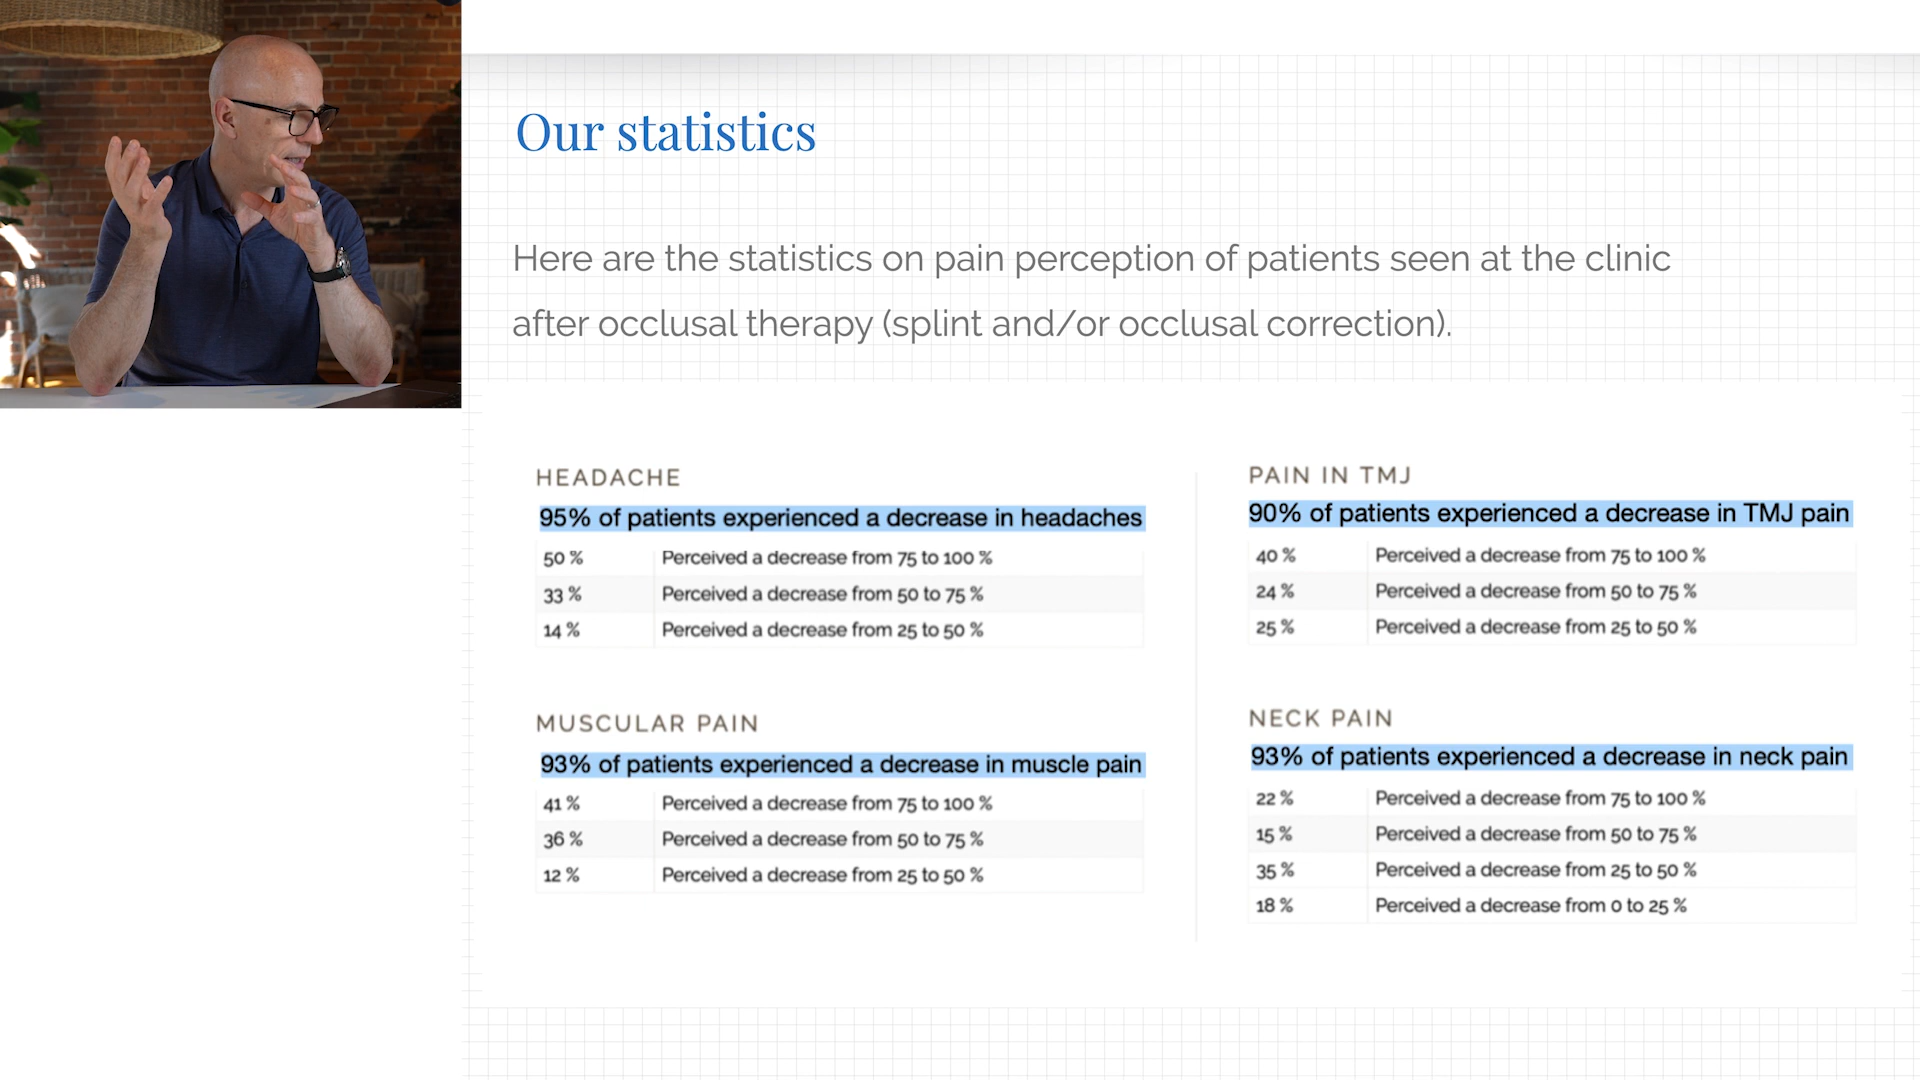 Our statistics
Here are the statistics on pain perception of patients seen at the clinic
after occlusal therapy (splint and/or occlusal correction).
HEADACHE
95% of patients experienced a decrease in headaches
50 % Perceived a decrease from 75 to 100 %
33 % Perceived a decrease from 50 to 75 %
14 % Perceived a decrease from 25 to 50 %
MUSCULAR PAIN
93% of patients experienced a decrease in muscle pain
41 % Perceived a decrease from 75 to 100 %
36 % Perceived a decrease from 50 to 75 %
12 % Perceived a decrease from 25 to 50 %
PAIN IN TMJ
90% of patients experienced a decrease in TMJ pain
40 % Perceived a decrease from 75 to 100 %
24 % Perceived a decrease from 50 to 75 %
25 % Perceived a decrease from 25 to 50 %
NECK PAIN
93% of patients experienced a decrease in neck pain
22 % Perceived a decrease from 75 to 100 %
15 % Perceived a decrease from 50 to 75 %
35 % Perceived a decrease from 25 to 50 %
18 % Perceived a decrease from 0 to 25 %